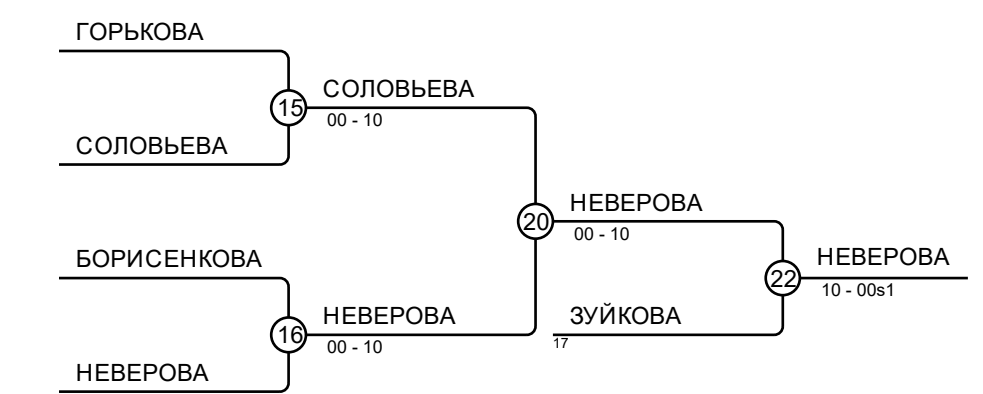 ГОРЬКОВА
СОЛОВЬЕВА
15
00 - 10
СОЛОВЬЕВА
НЕВЕРОВА
20
00 - 10
БОРИСЕНКОВА
НЕВЕРОВА
22
10 - 00s1
НЕВЕРОВА
ЗУЙКОВА
16
00 - 10
17
НЕВЕРОВА